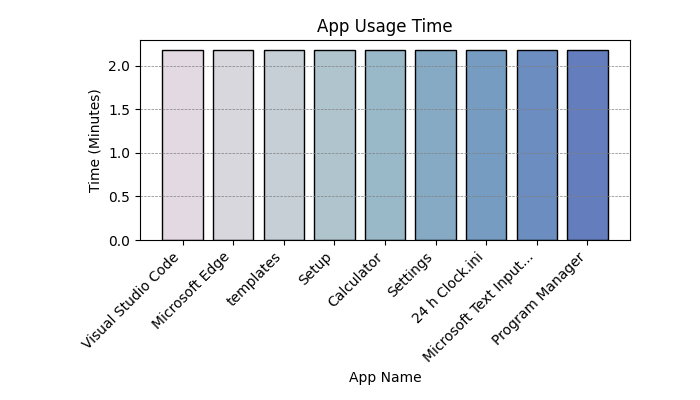 App Usage Time
Time (Minutes)
2.0
1.5
1.0
0.5
0.0
Visual Studio Code
Microsoft Edge
templates
Setup
Calculator
Settings
24 h Clock.ini
Microsoft Text Input...
Program Manager
App Name